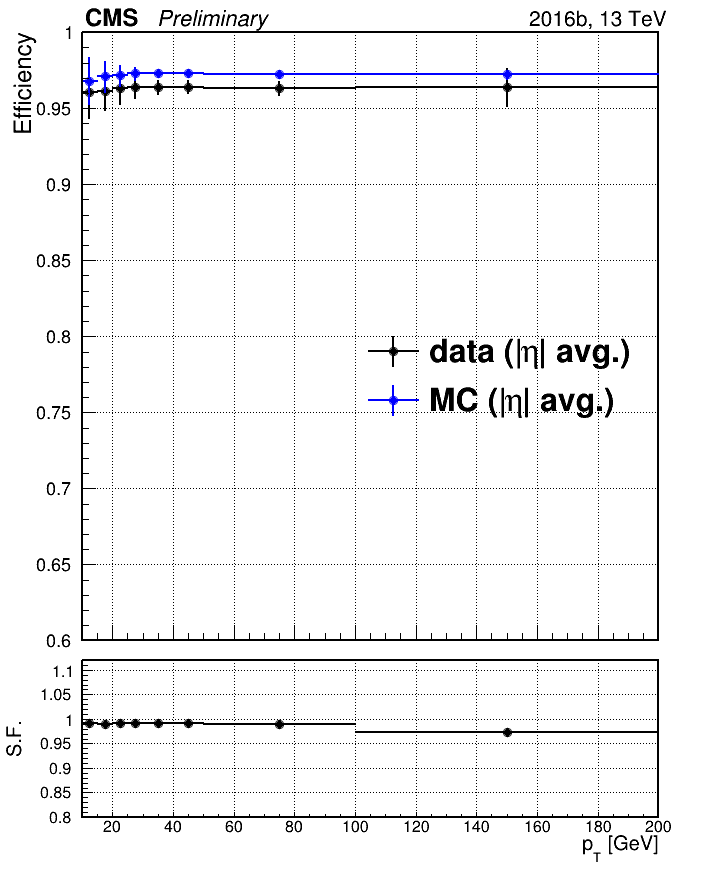 CMS Preliminary 2016b, 13 TeV
Efficiency
1
0.95
0.9
0.85
0.8
0.75
0.7
0.65
0.6
data (|η| avg.)
MC (|η| avg.)
S.F.
1.1
1.05
1
0.95
0.9
0.85
0.8
20 40 60 80 100 120 140 160 180 200
pT [GeV]